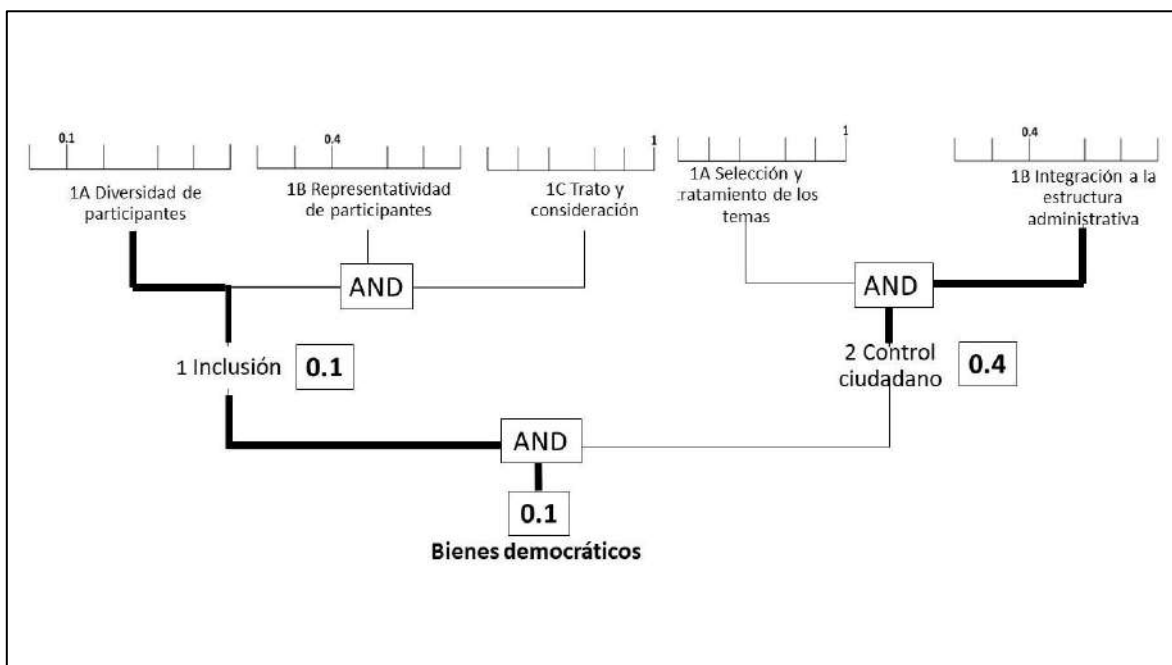 0.1
0.4
1
1
0.4
1A Diversidad de
participantes
1B Representatividad
de participantes
1C Trato y
consideración
1A Selección y
tratamiento de los
temas
1B Integración a la
estructura
administrativa
AND
AND
1 Inclusión
0.1
2 Control
ciudadano
0.4
AND
0.1
Bienes democráticos